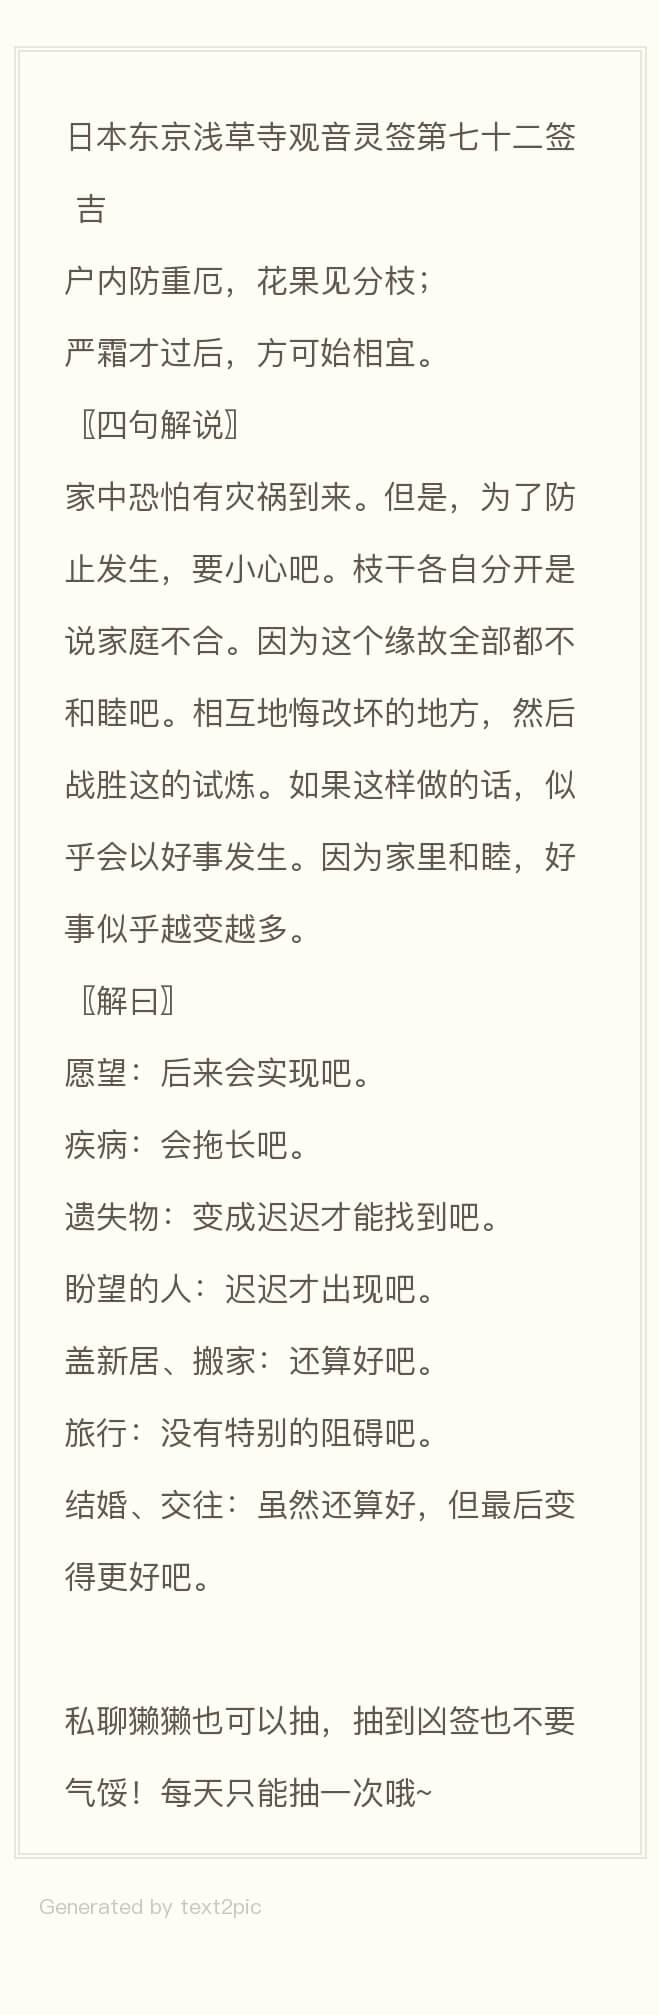 日本东京浅草寺观音灵签第七十二签
吉
户内防重厄，花果见分枝；
严霜才过后，方可始相宜。
〖四句解说〗
家中恐怕有灾祸到来。但是，为了防
止发生，要小心吧。枝干各自分开是
说家庭不合。因为这个缘故全部都不
和睦吧。相互地悔改坏的地方，然后
战胜这的试炼。如果这样做的话，似
乎会以好事发生。因为家里和睦，好
事似乎越变越多。
〖解曰〗
愿望：后来会实现吧。
疾病：会拖长吧。
遗失物：变成迟迟才能找到吧。
盼望的人：迟迟才出现吧。
盖新居、搬家：还算好吧。
旅行：没有特别的阻碍吧。
结婚、交往：虽然还算好，但最后变
得更好吧。
私聊獭獭也可以抽，抽到凶签也不要
气馁！每天只能抽一次哦~
Generated by text2pic